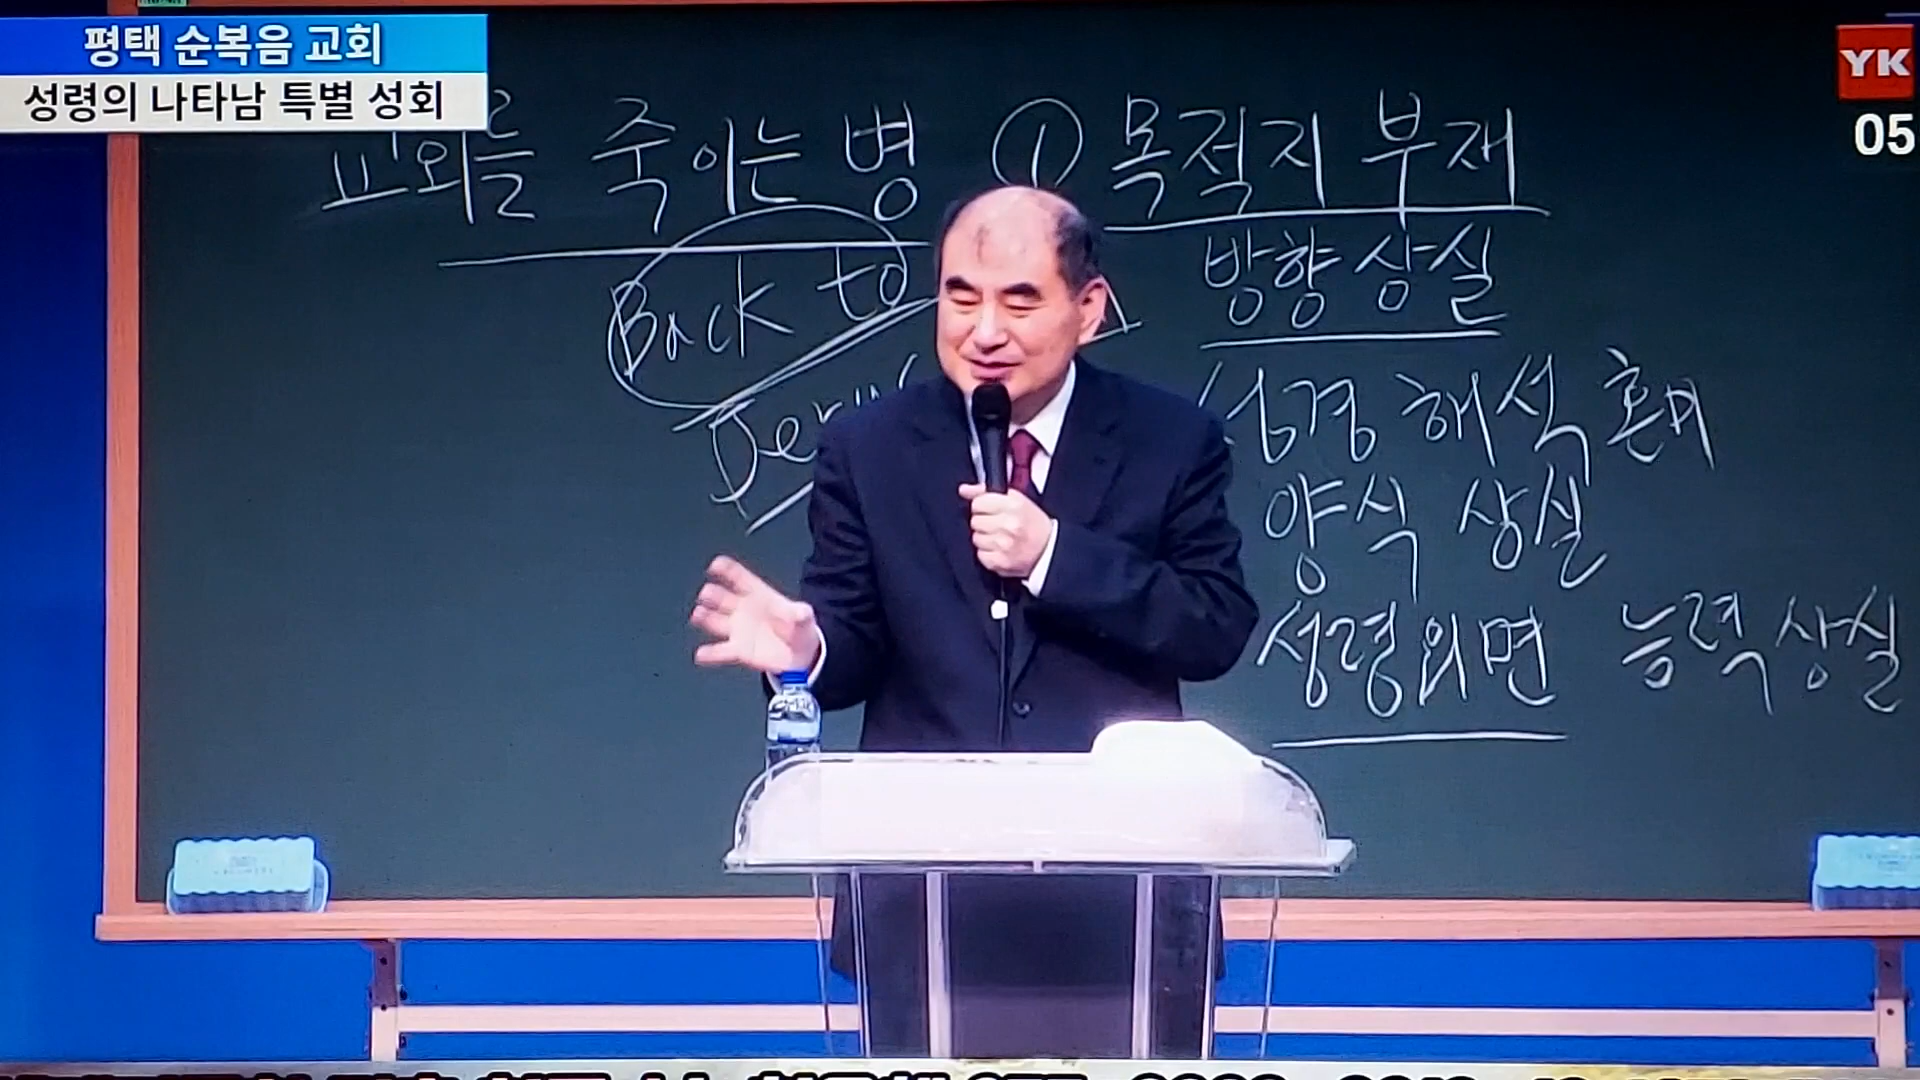 평택 순복음 교회
성령의 나타남 특별 성회
YK
05
교회를 죽이는 병 ① 목적지 부재
Back to
방향상실
성경 해석 혼미
양식 상실
성령외면 능력상실